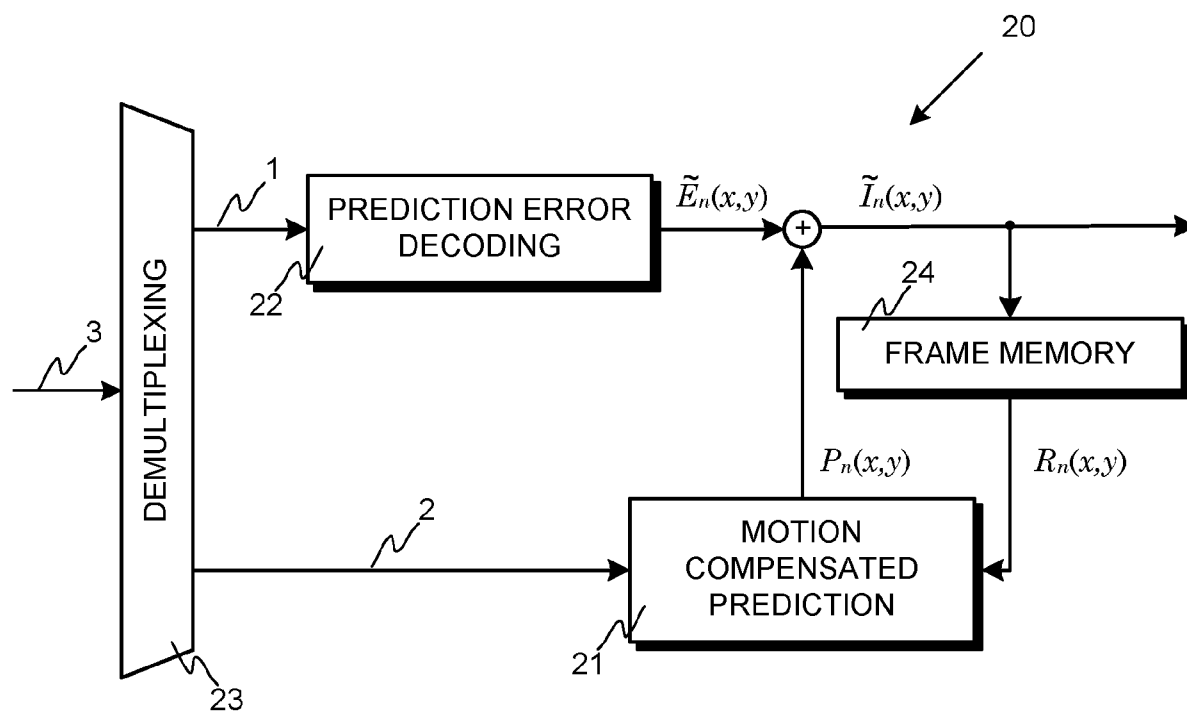 20
1
PREDICTION ERROR
DECODING
22
Ẽn(x,y)
+
Ĩn(x,y)
24
FRAME MEMORY
3
DEMULTIPLEXING
Pn(x,y)
Rn(x,y)
2
MOTION
COMPENSATED
PREDICTION
21
23